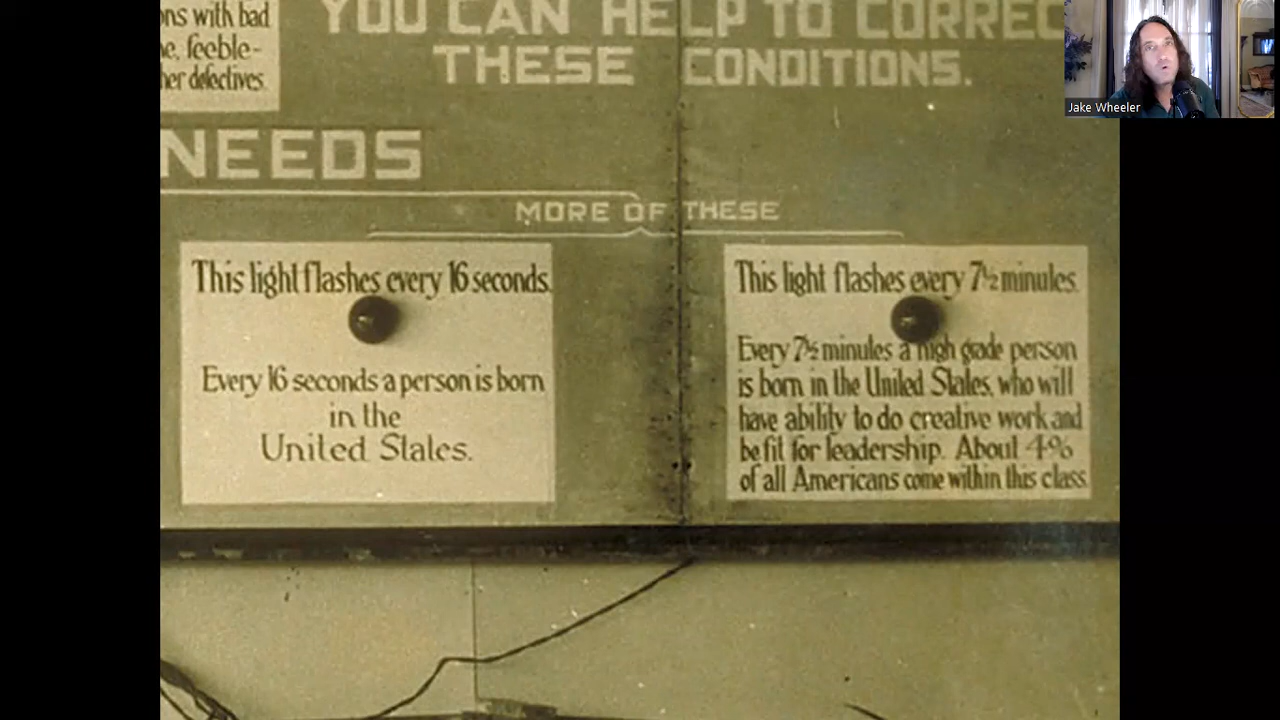 ons with bad
e, feeble-
her defectives.
YOU CAN HELP TO CORREC
THESE CONDITIONS.
NEEDS
MORE OF THESE
This light flashes every 16 seconds.
Every 16 seconds a person is born
in the
United States.
This light flashes every 7½ minutes.
Every 7½ minutes a high grade person
is born in the United States, who will
have ability to do creative work and
be fit for leadership. About 4%
of all Americans come within this class.
Jake Wheeler